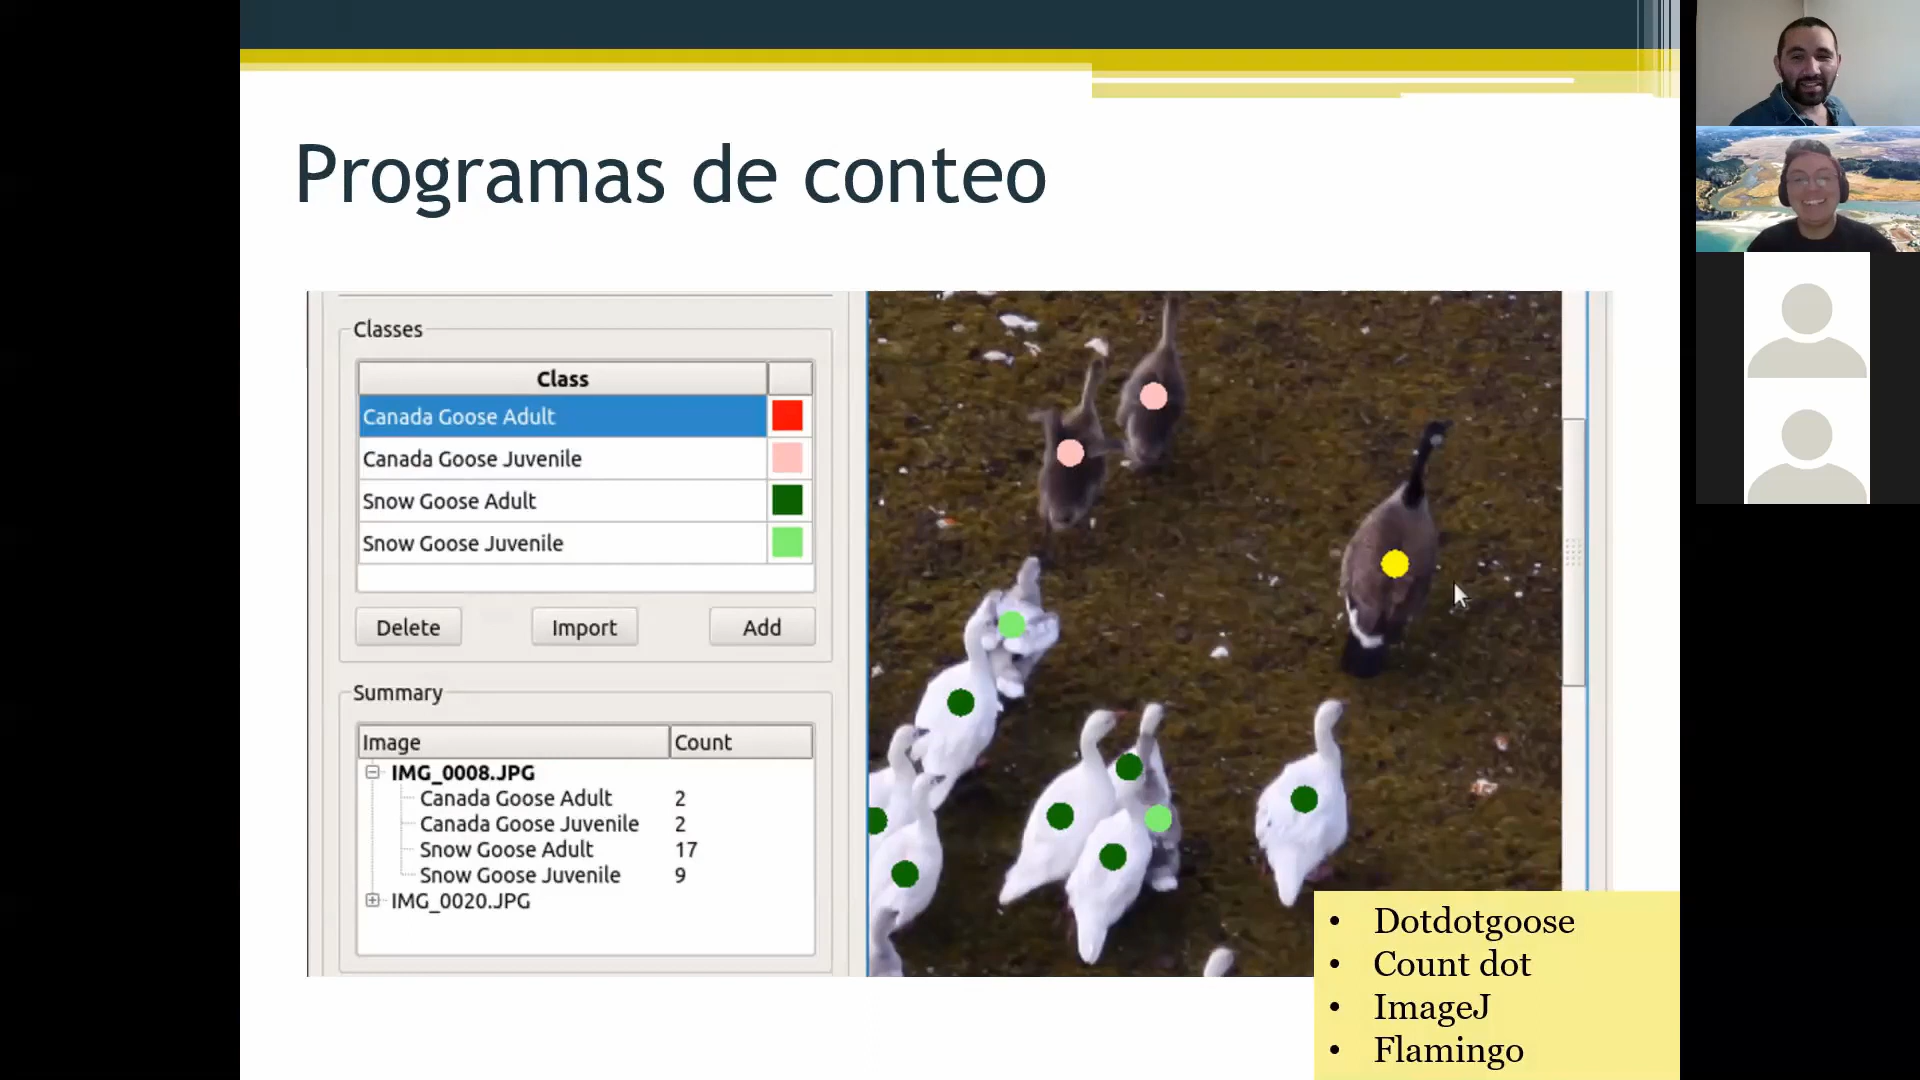 Programas de conteo
Classes
Class
Canada Goose Adult
Canada Goose Juvenile
Snow Goose Adult
Snow Goose Juvenile
Delete Import Add
Summary
Image Count
IMG_0008.JPG
Canada Goose Adult 2
Canada Goose Juvenile 2
Snow Goose Adult 17
Snow Goose Juvenile 9
IMG_0020.JPG
• Dotdotgoose
• Count dot
• ImageJ
• Flamingo